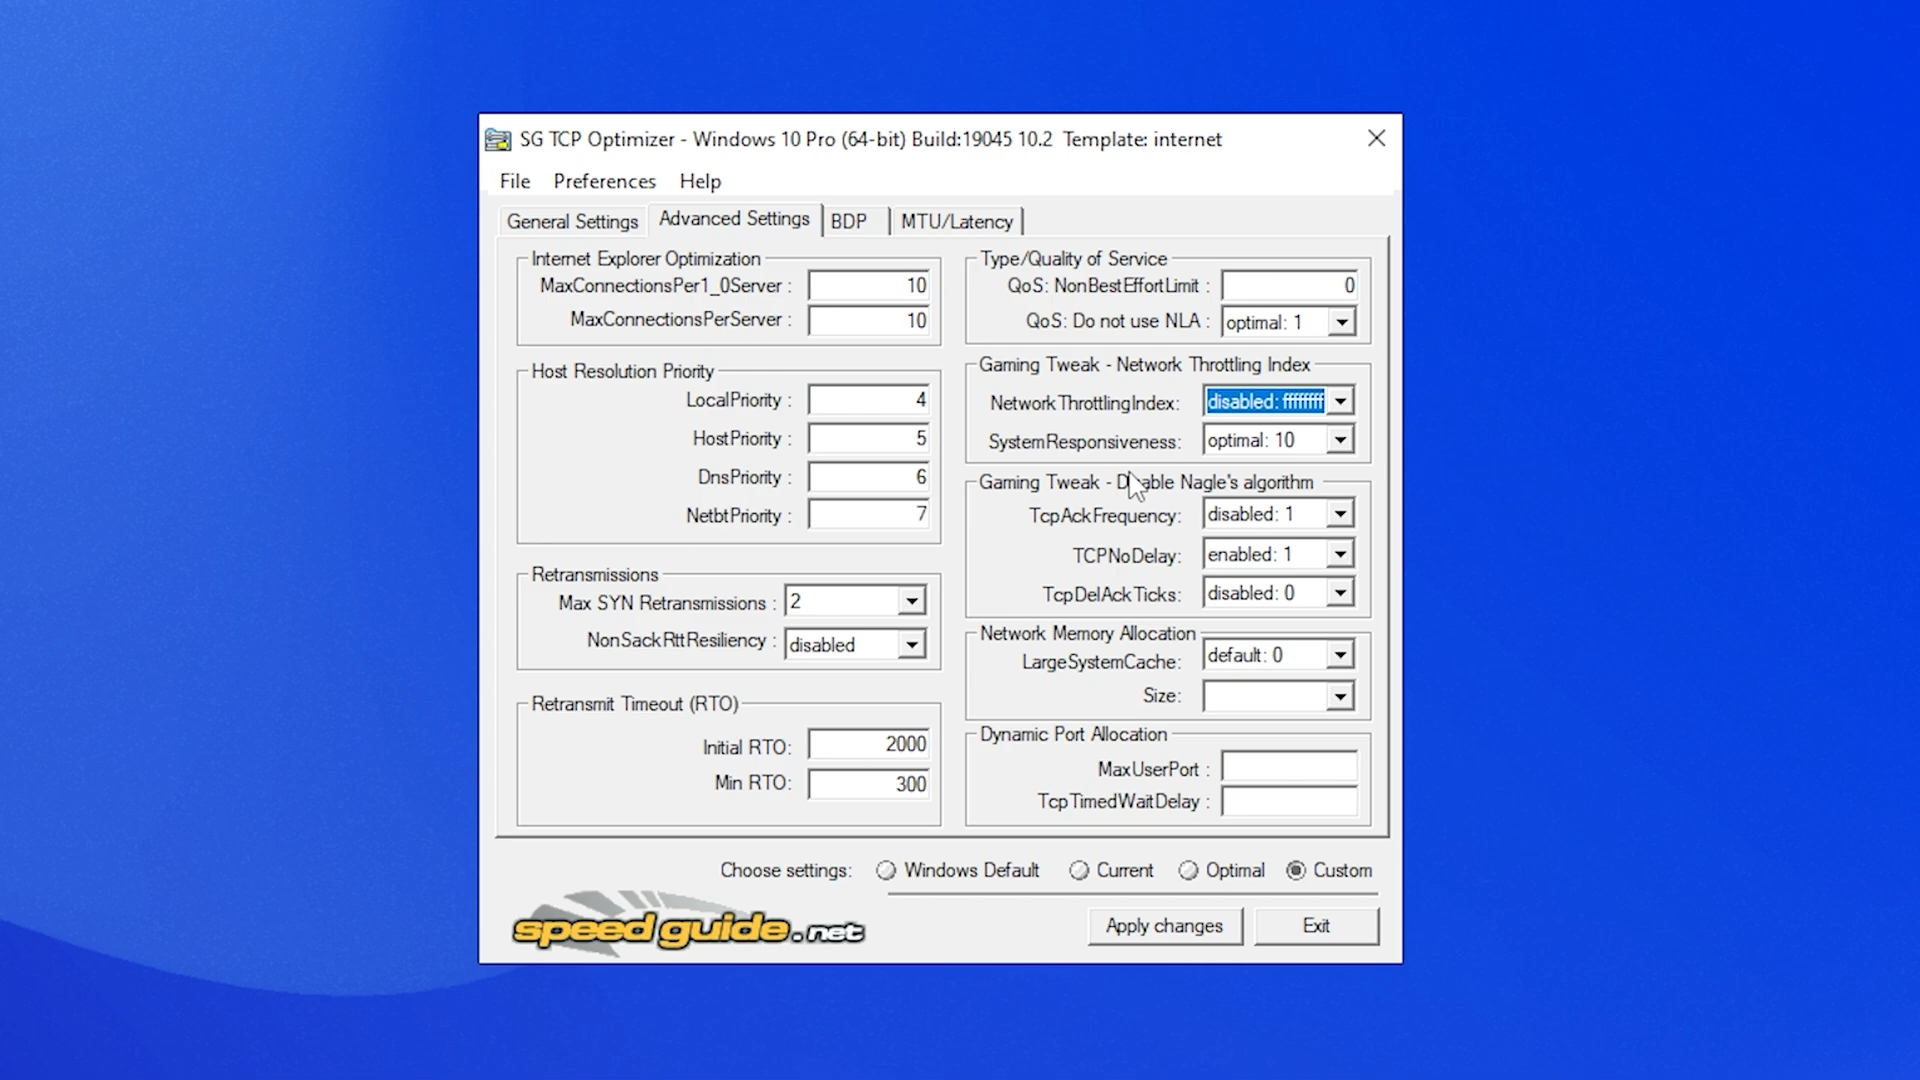 SG TCP Optimizer - Windows 10 Pro (64-bit) Build:19045 10.2  Template: internet
File Preferences Help
General Settings Advanced Settings BDP MTU/Latency
Internet Explorer Optimization
MaxConnectionsPer1_0Server : 10
MaxConnectionsPerServer : 10
Host Resolution Priority
LocalPriority : 4
HostPriority : 5
DnsPriority : 6
NetbtPriority : 7
Retransmissions
Max SYN Retransmissions : 2
NonSackRttResiliency : disabled
Retransmit Timeout (RTO)
Initial RTO: 2000
Min RTO: 300
Type/Quality of Service
QoS: NonBestEffortLimit : 0
QoS: Do not use NLA : optimal: 1
Gaming Tweak - Network Throttling Index
NetworkThrottlingIndex: disabled: ffffffff
SystemResponsiveness: optimal: 10
Gaming Tweak - Disable Nagle's algorithm
TcpAckFrequency: disabled: 1
TCPNoDelay: enabled: 1
TcpDelAckTicks: disabled: 0
Network Memory Allocation
LargeSystemCache: default: 0
Size:
Dynamic Port Allocation
MaxUserPort :
TcpTimedWaitDelay :
Choose settings: Windows Default Current Optimal Custom
speedguide.net
Apply changes Exit